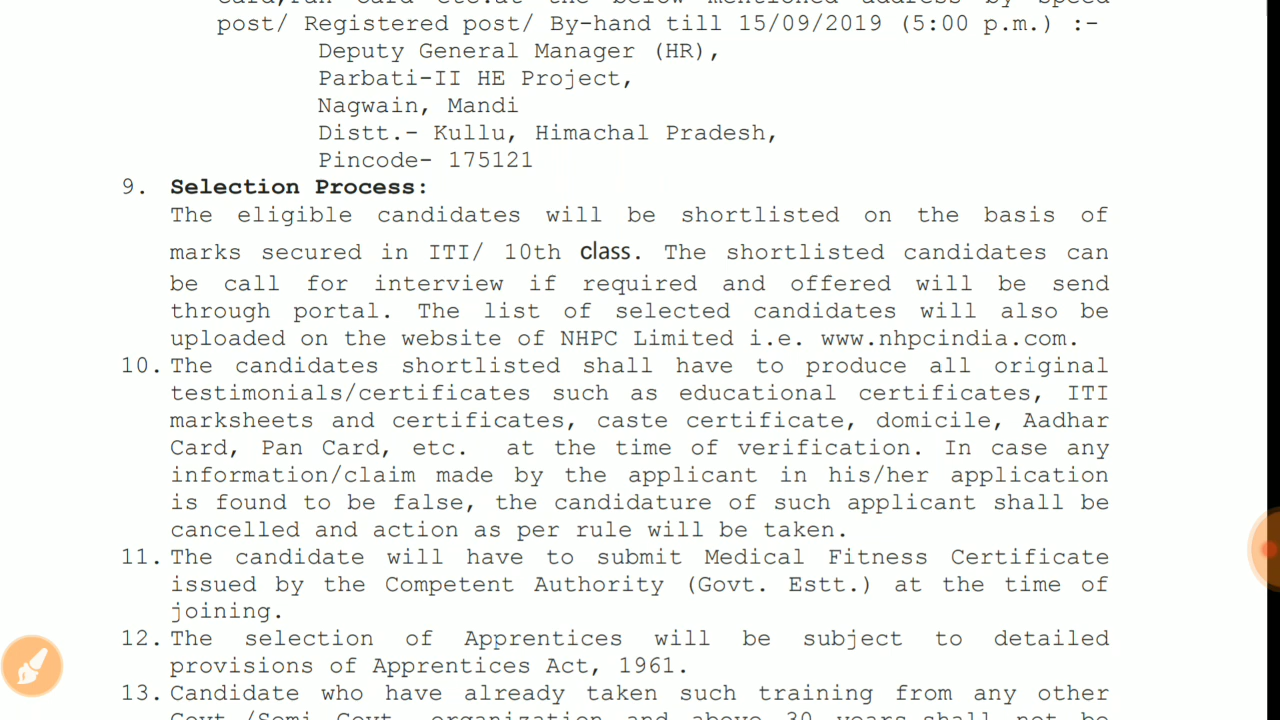 post/ Registered post/ By-hand till 15/09/2019 (5:00 p.m.) :-
Deputy General Manager (HR),
Parbati-II HE Project,
Nagwain, Mandi
Distt.- Kullu, Himachal Pradesh,
Pincode- 175121
9. Selection Process:
The eligible candidates will be shortlisted on the basis of
marks secured in ITI/ 10th class. The shortlisted candidates can
be call for interview if required and offered will be send
through portal. The list of selected candidates will also be
uploaded on the website of NHPC Limited i.e. www.nhpcindia.com.
10. The candidates shortlisted shall have to produce all original
testimonials/certificates such as educational certificates, ITI
marksheets and certificates, caste certificate, domicile, Aadhar
Card, Pan Card, etc. at the time of verification. In case any
information/claim made by the applicant in his/her application
is found to be false, the candidature of such applicant shall be
cancelled and action as per rule will be taken.
11. The candidate will have to submit Medical Fitness Certificate
issued by the Competent Authority (Govt. Estt.) at the time of
joining.
12. The selection of Apprentices will be subject to detailed
provisions of Apprentices Act, 1961.
13. Candidate who have already taken such training from any other